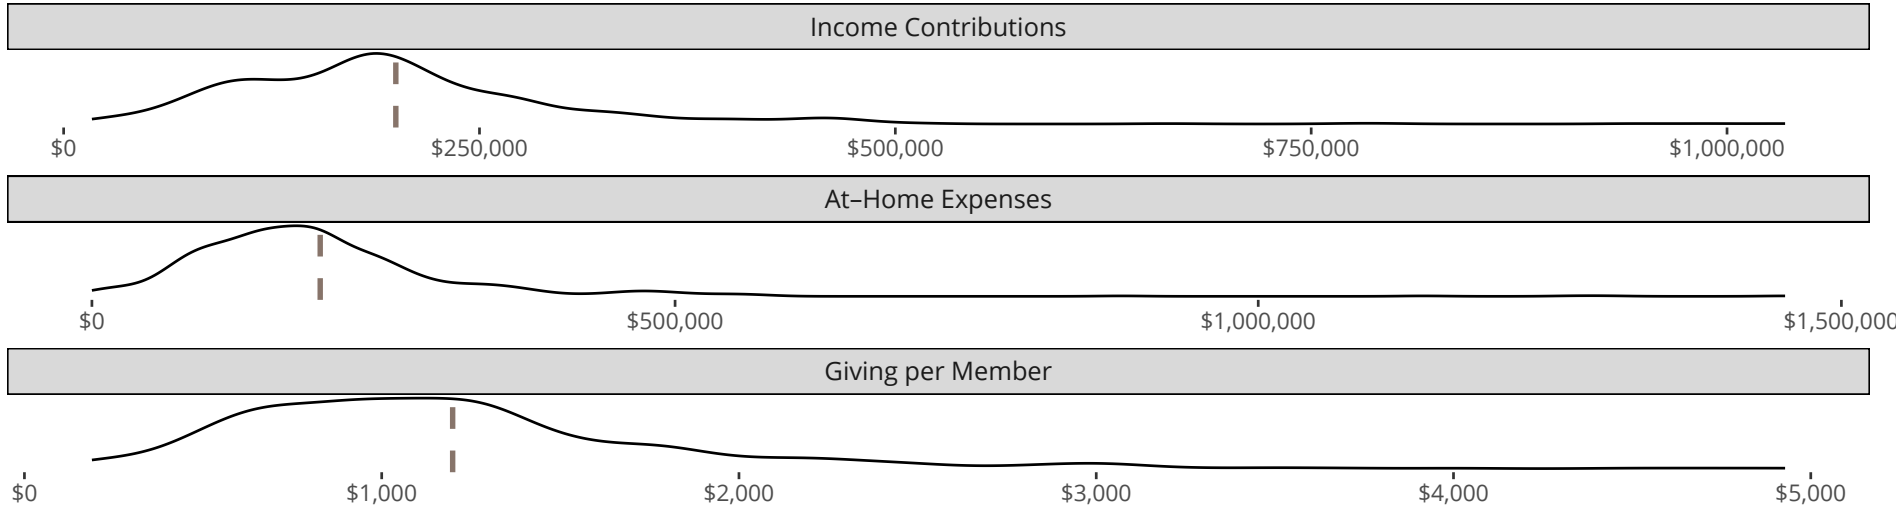 Income Contributions
$0 $250,000 $500,000 $750,000 $1,000,000
At–Home Expenses
$0 $500,000 $1,000,000 $1,500,000
Giving per Member
$0 $1,000 $2,000 $3,000 $4,000 $5,000